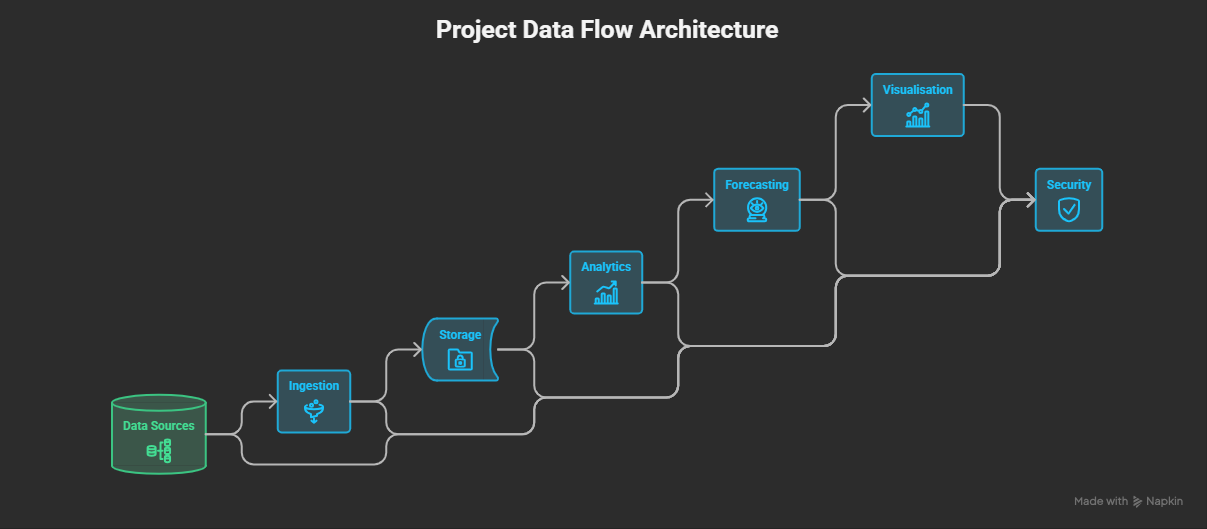 Project Data Flow Architecture
Visualisation
Forecasting
Security
Analytics
Storage
Ingestion
Data Sources
Made with Napkin